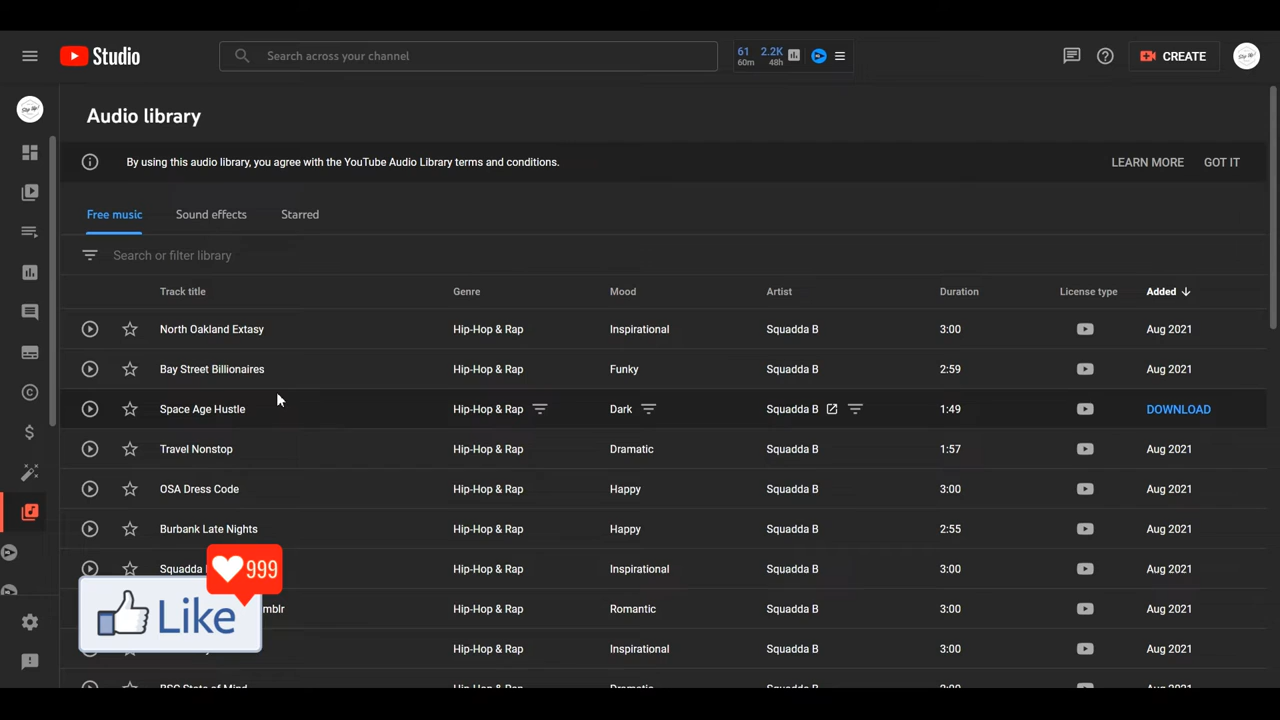 Studio
Search across your channel
61 2.2K
60m 48h
CREATE
Audio library
By using this audio library, you agree with the YouTube Audio Library terms and conditions. LEARN MORE GOT IT
Free music Sound effects Starred
Search or filter library
Track title Genre Mood Artist Duration License type Added
North Oakland Extasy Hip-Hop & Rap Inspirational Squadda B 3:00 Aug 2021
Bay Street Billionaires Hip-Hop & Rap Funky Squadda B 2:59 Aug 2021
Space Age Hustle Hip-Hop & Rap Dark Squadda B 1:49 DOWNLOAD
Travel Nonstop Hip-Hop & Rap Dramatic Squadda B 1:57 Aug 2021
OSA Dress Code Hip-Hop & Rap Happy Squadda B 3:00 Aug 2021
Burbank Late Nights Hip-Hop & Rap Happy Squadda B 2:55 Aug 2021
Squadda Hip-Hop & Rap Inspirational Squadda B 3:00 Aug 2021
999
Like
Hip-Hop & Rap Romantic Squadda B 3:00 Aug 2021
Hip-Hop & Rap Inspirational Squadda B 3:00 Aug 2021